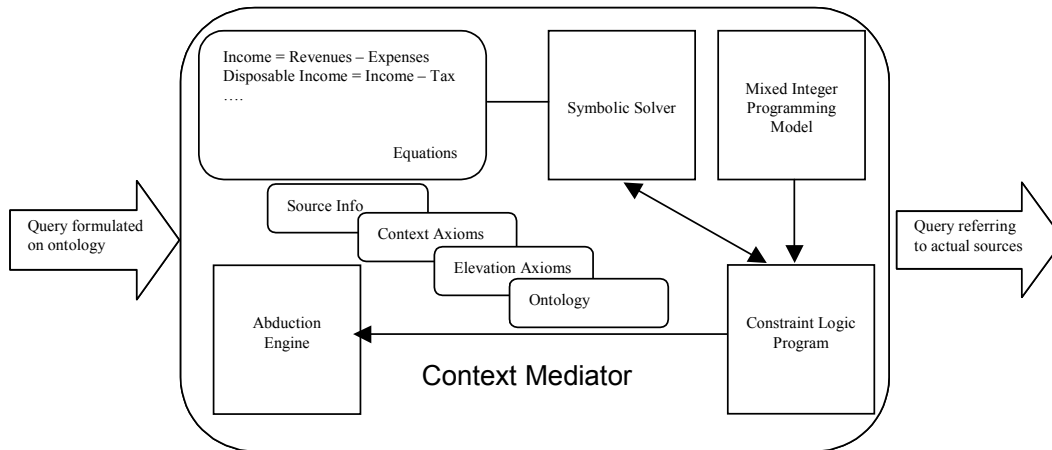 Income = Revenues – Expenses
Disposable Income = Income – Tax
….
Equations
Symbolic Solver
Mixed Integer
Programming
Model
Query formulated
on ontology
Source Info
Context Axioms
Elevation Axioms
Ontology
Query referring
to actual sources
Abduction
Engine
Constraint Logic
Program
Context Mediator